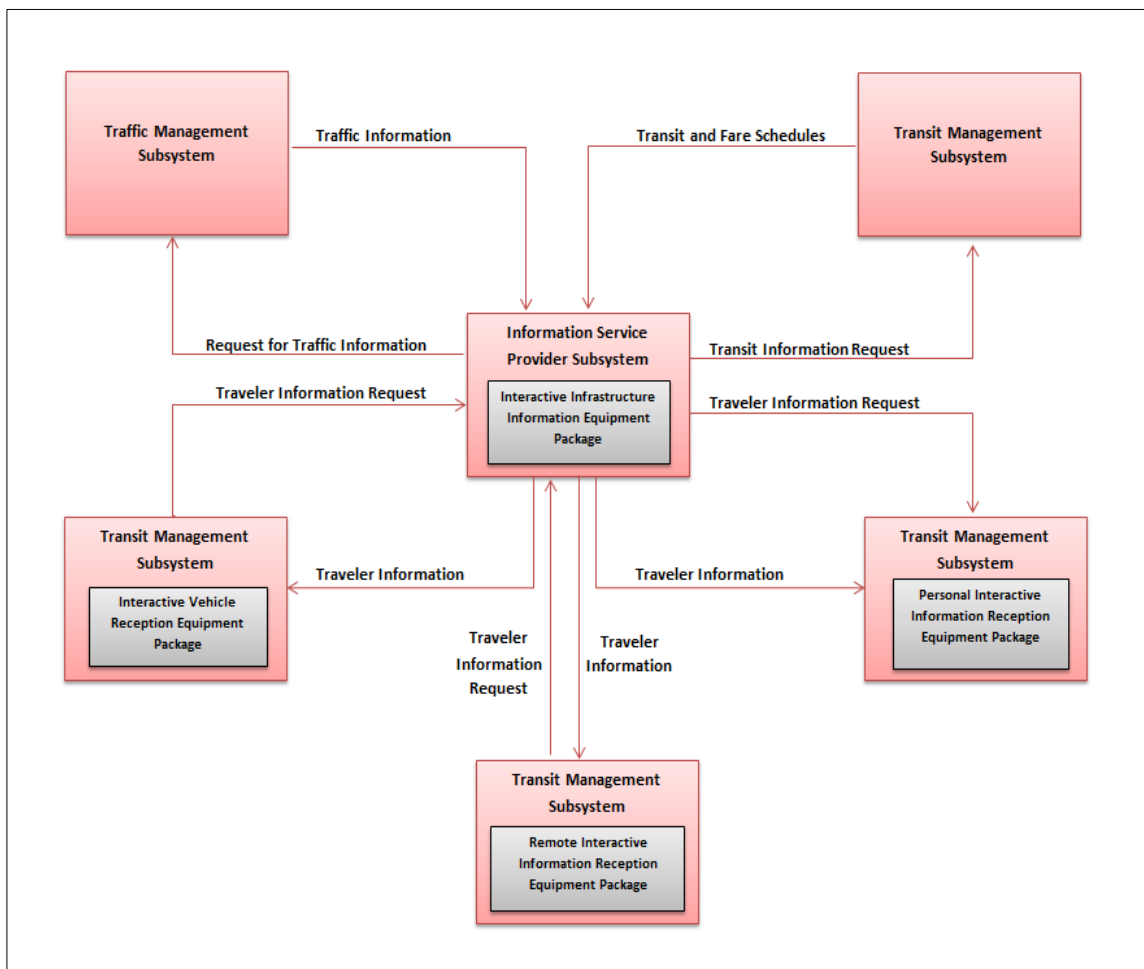 Traffic Management
Subsystem
Traffic Information
Transit and Fare Schedules
Transit Management
Subsystem
Request for Traffic Information
Information Service
Provider Subsystem
Interactive Infrastructure
Information Equipment
Package
Transit Information Request
Traveler Information Request
Traveler Information Request
Transit Management
Subsystem
Interactive Vehicle
Reception Equipment
Package
Traveler Information
Traveler Information
Transit Management
Subsystem
Personal Interactive
Information Reception
Equipment Package
Traveler
Information
Request
Traveler
Information
Transit Management
Subsystem
Remote Interactive
Information Reception
Equipment Package